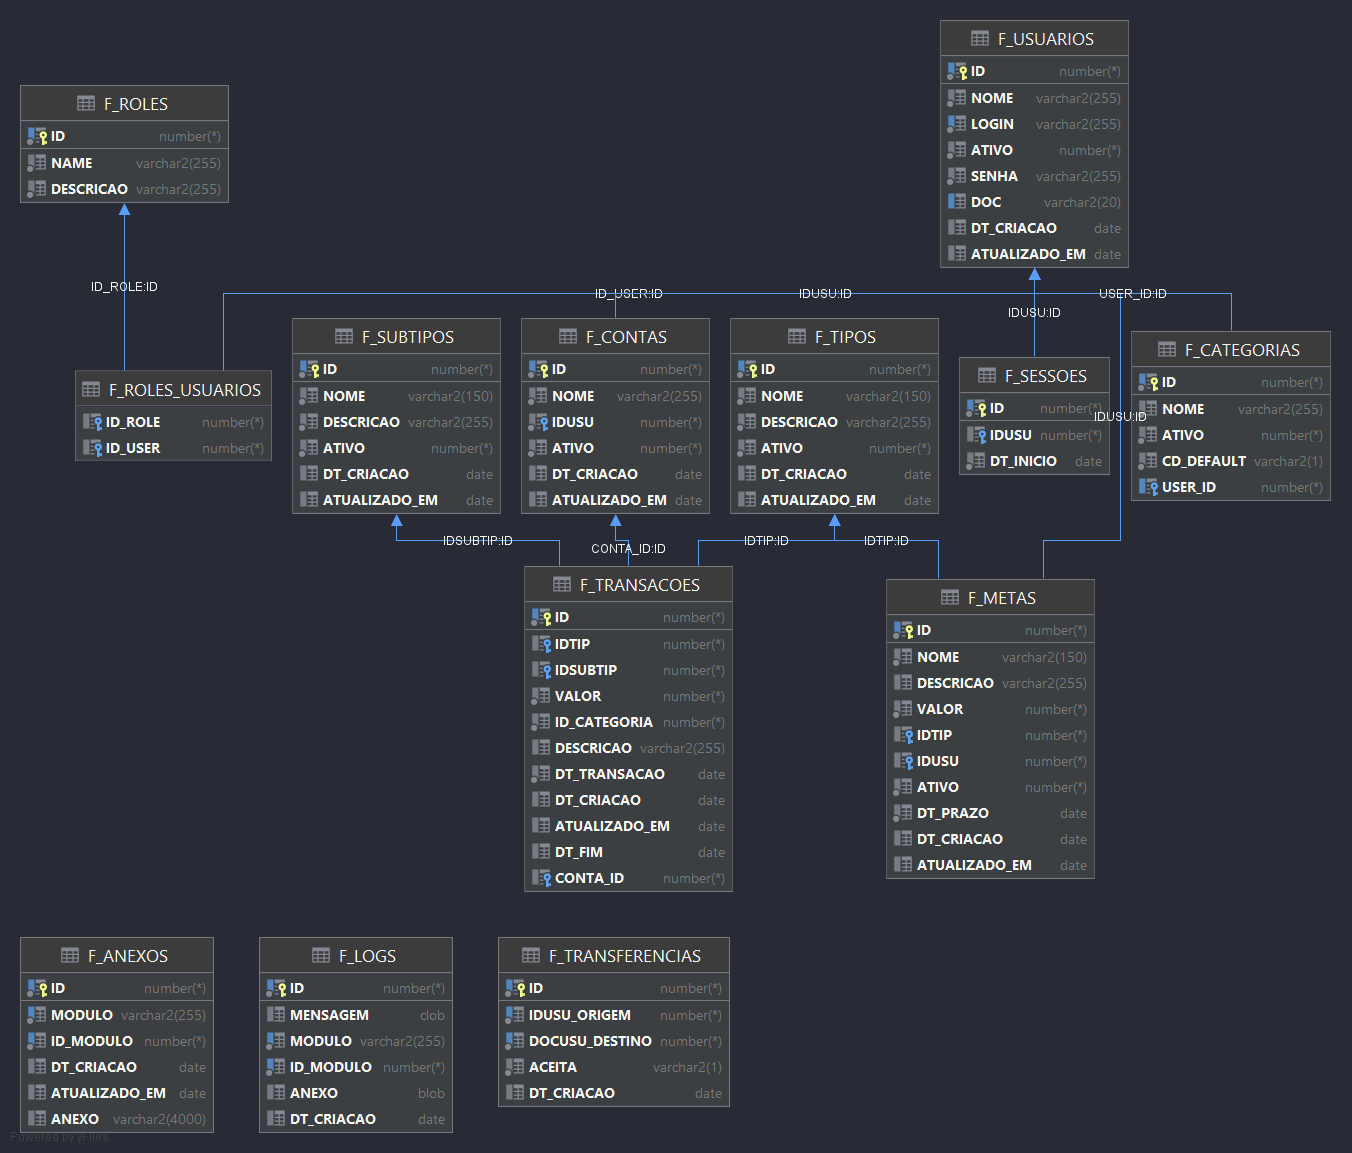 F_USUARIOS
ID number(*)
NOME varchar2(255)
LOGIN varchar2(255)
ATIVO number(*)
SENHA varchar2(255)
DOC varchar2(20)
DT_CRIACAO date
ATUALIZADO_EM date
F_ROLES
ID number(*)
NAME varchar2(255)
DESCRICAO varchar2(255)
ID_ROLE:ID
ID_USER:ID
IDUSU:ID
USER_ID:ID
IDUSU:ID
F_ROLES_USUARIOS
ID_ROLE number(*)
ID_USER number(*)
F_SUBTIPOS
ID number(*)
NOME varchar2(150)
DESCRICAO varchar2(255)
ATIVO number(*)
DT_CRIACAO date
ATUALIZADO_EM date
F_CONTAS
ID number(*)
NOME varchar2(255)
IDUSU number(*)
ATIVO number(*)
DT_CRIACAO date
ATUALIZADO_EM date
F_TIPOS
ID number(*)
NOME varchar2(150)
DESCRICAO varchar2(255)
ATIVO number(*)
DT_CRIACAO date
ATUALIZADO_EM date
F_SESSOES
ID number(*)
IDUSU number(*)
DT_INICIO date
IDUSU:ID
F_CATEGORIAS
ID number(*)
NOME varchar2(255)
ATIVO number(*)
CD_DEFAULT varchar2(1)
USER_ID number(*)
IDSUBTIP:ID
CONTA_ID:ID
IDTIP:ID
IDTIP:ID
F_TRANSACOES
ID number(*)
IDTIP number(*)
IDSUBTIP number(*)
VALOR number(*)
ID_CATEGORIA number(*)
DESCRICAO varchar2(255)
DT_TRANSACAO date
DT_CRIACAO date
ATUALIZADO_EM date
DT_FIM date
CONTA_ID number(*)
F_METAS
ID number(*)
NOME varchar2(150)
DESCRICAO varchar2(255)
VALOR number(*)
IDTIP number(*)
IDUSU number(*)
ATIVO number(*)
DT_PRAZO date
DT_CRIACAO date
ATUALIZADO_EM date
F_ANEXOS
ID number(*)
MODULO varchar2(255)
ID_MODULO number(*)
DT_CRIACAO date
ATUALIZADO_EM date
ANEXO varchar2(4000)
F_LOGS
ID number(*)
MENSAGEM clob
MODULO varchar2(255)
ID_MODULO number(*)
ANEXO blob
DT_CRIACAO date
F_TRANSFERENCIAS
ID number(*)
IDUSU_ORIGEM number(*)
DOCUSU_DESTINO number(*)
ACEITA varchar2(1)
DT_CRIACAO date
Powered by yFiles